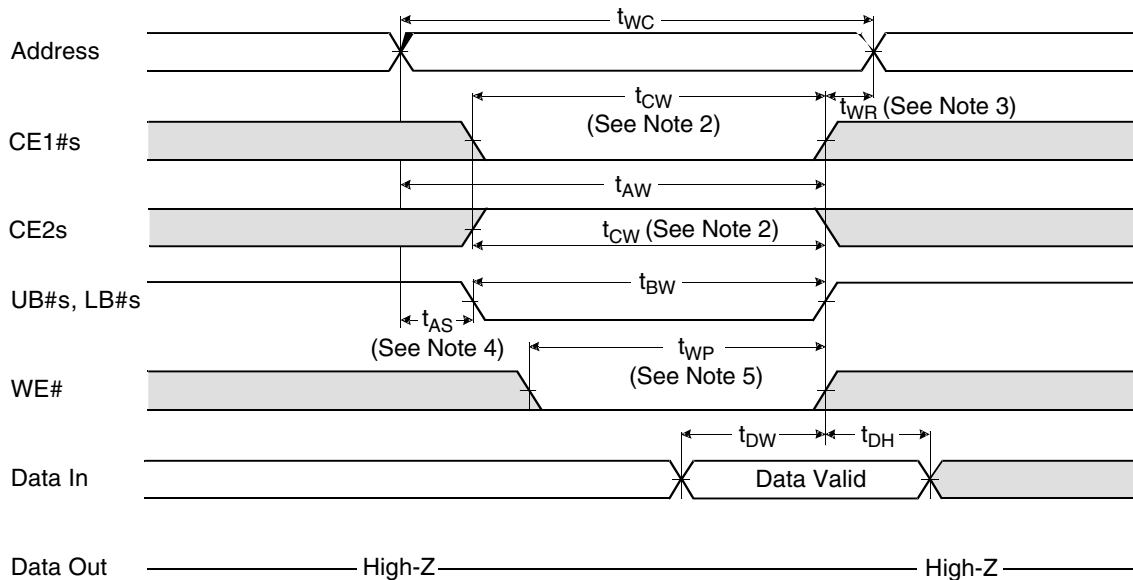 tWC
Address
tCW
(See Note 2)
tWR (See Note 3)
CE1#s
tAW
CE2s
tCW (See Note 2)
UB#s, LB#s
tBW
tAS
(See Note 4)
tWP
(See Note 5)
WE#
tDW
tDH
Data In
Data Valid
Data Out
High-Z
High-Z